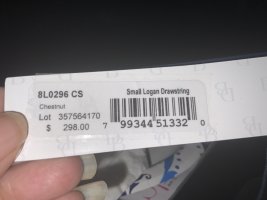 8L0296 CS
Small Logan Drawstring
Chestnut
Lot 357564170
$ 298.00
7 99344 51332 0